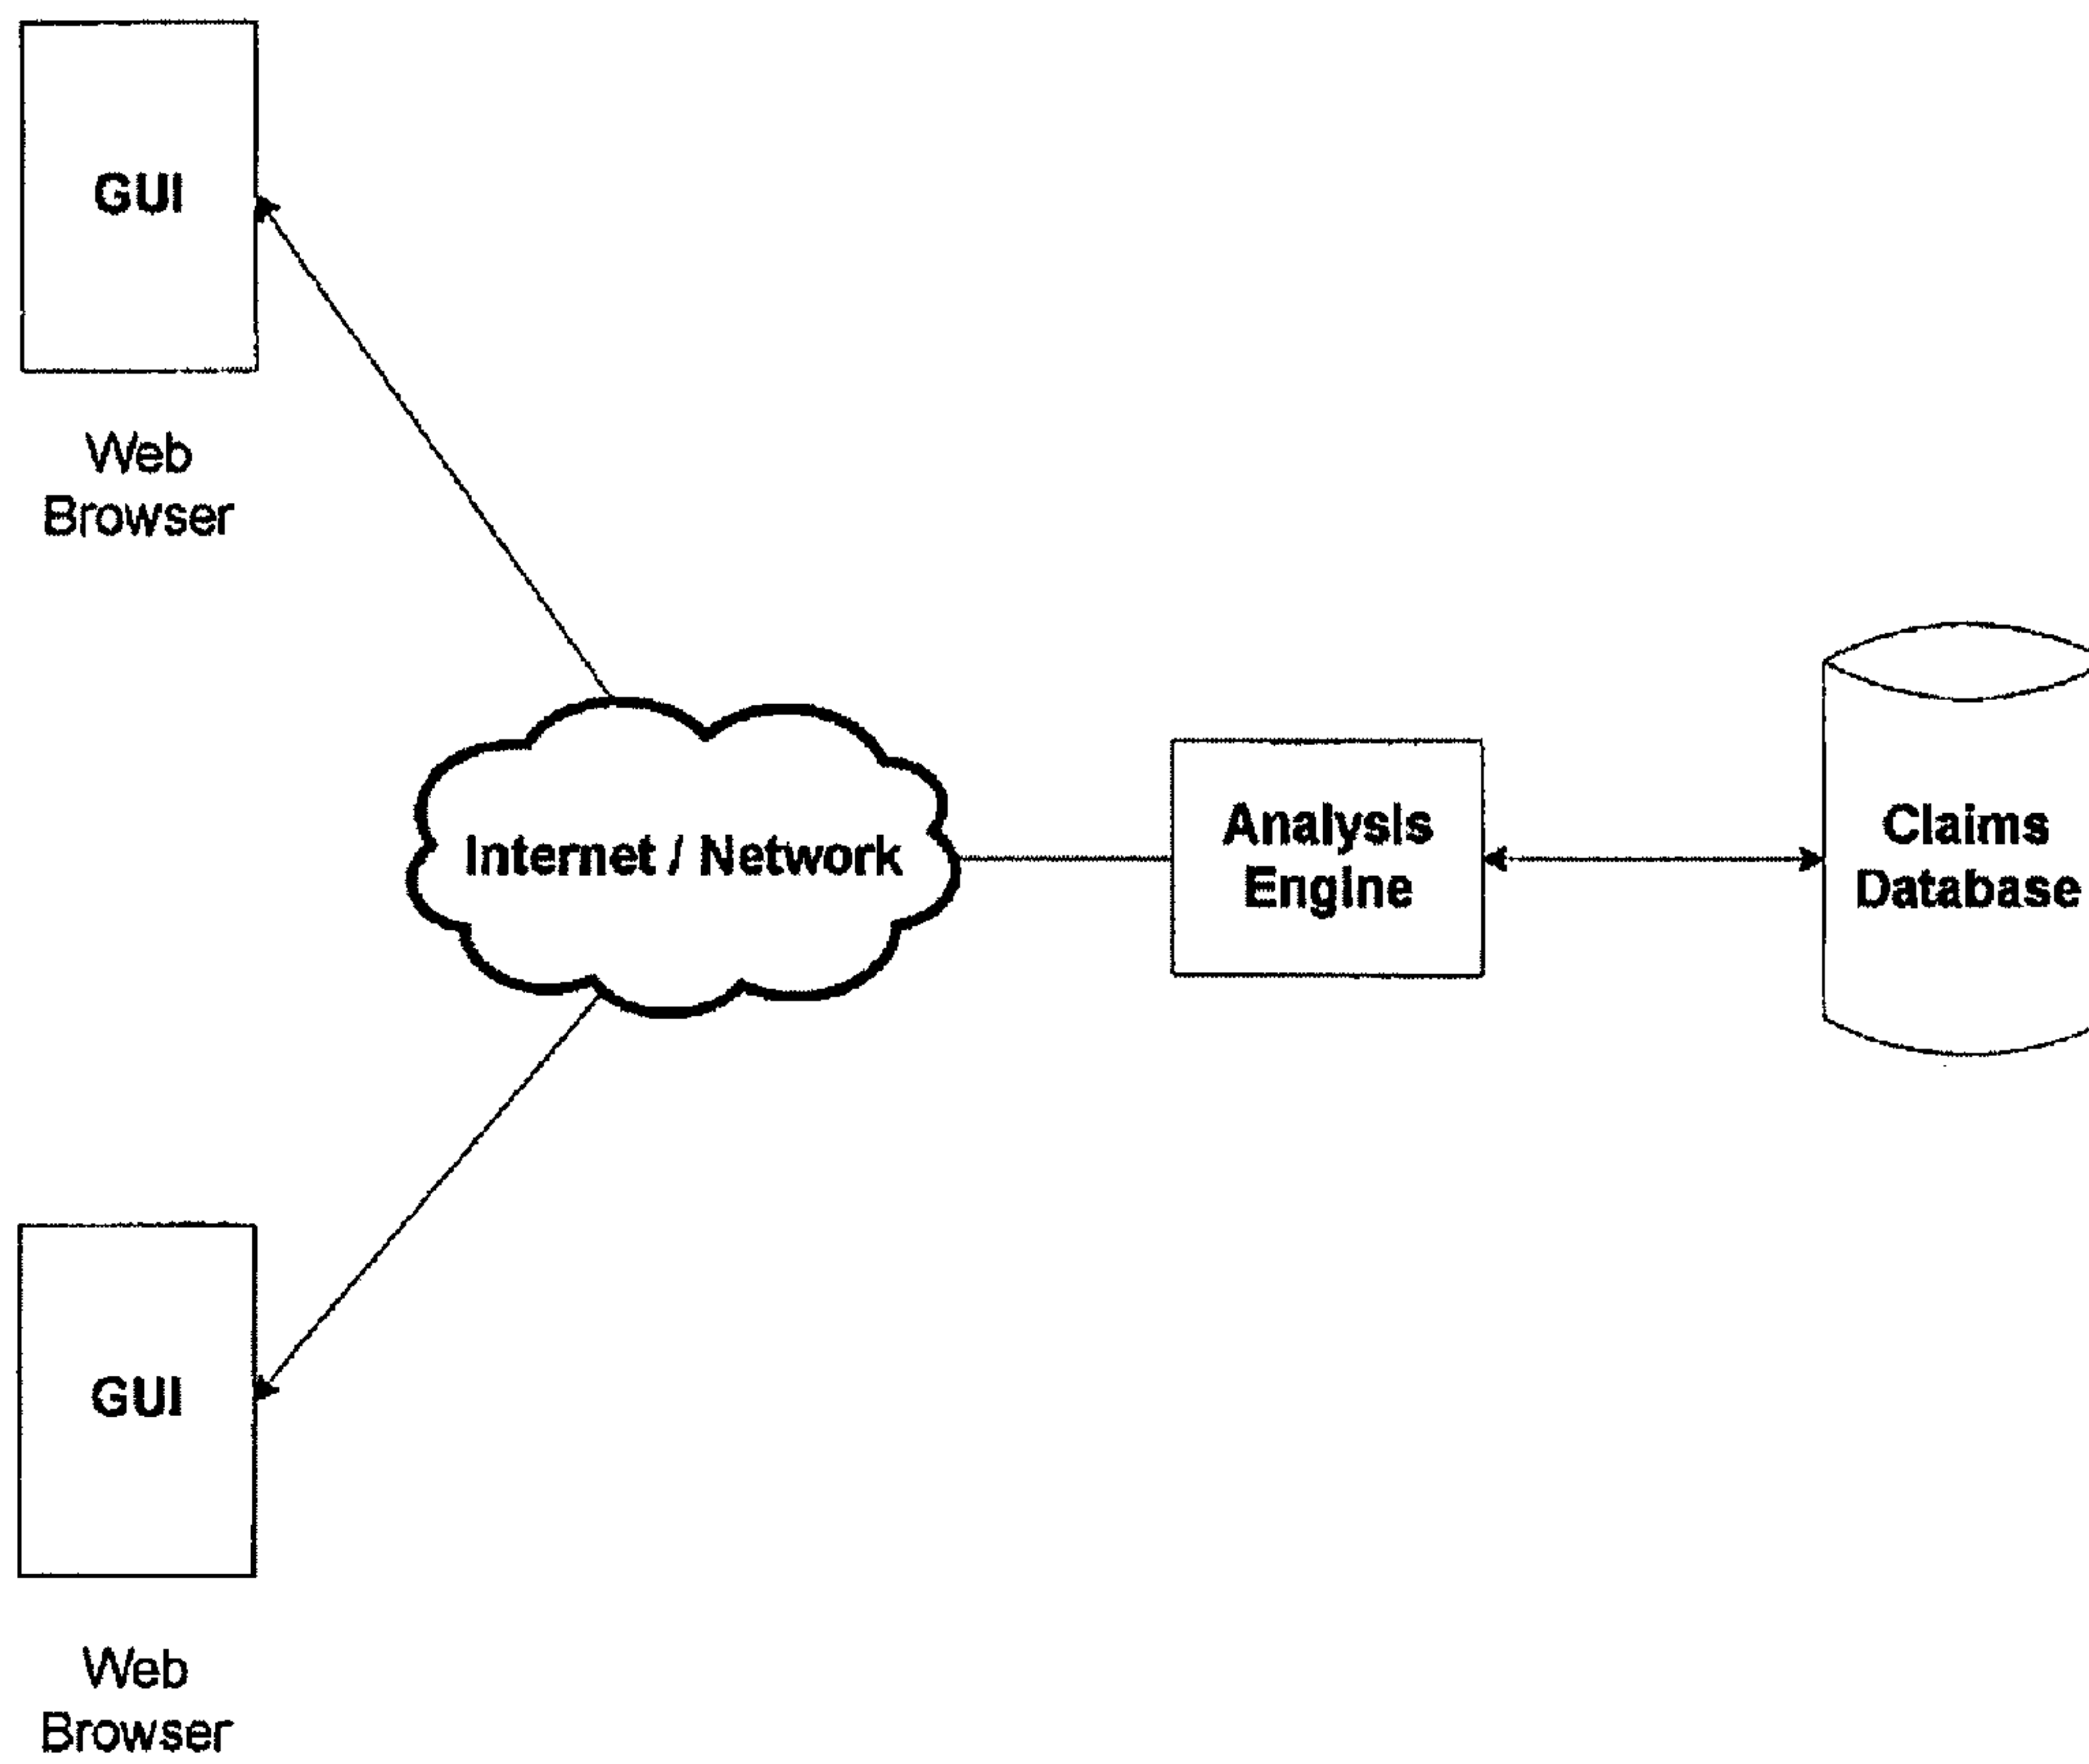 GUI
Web
Browser
Internet / Network
Analysis
Engine
Claims
Database
GUI
Web
Browser